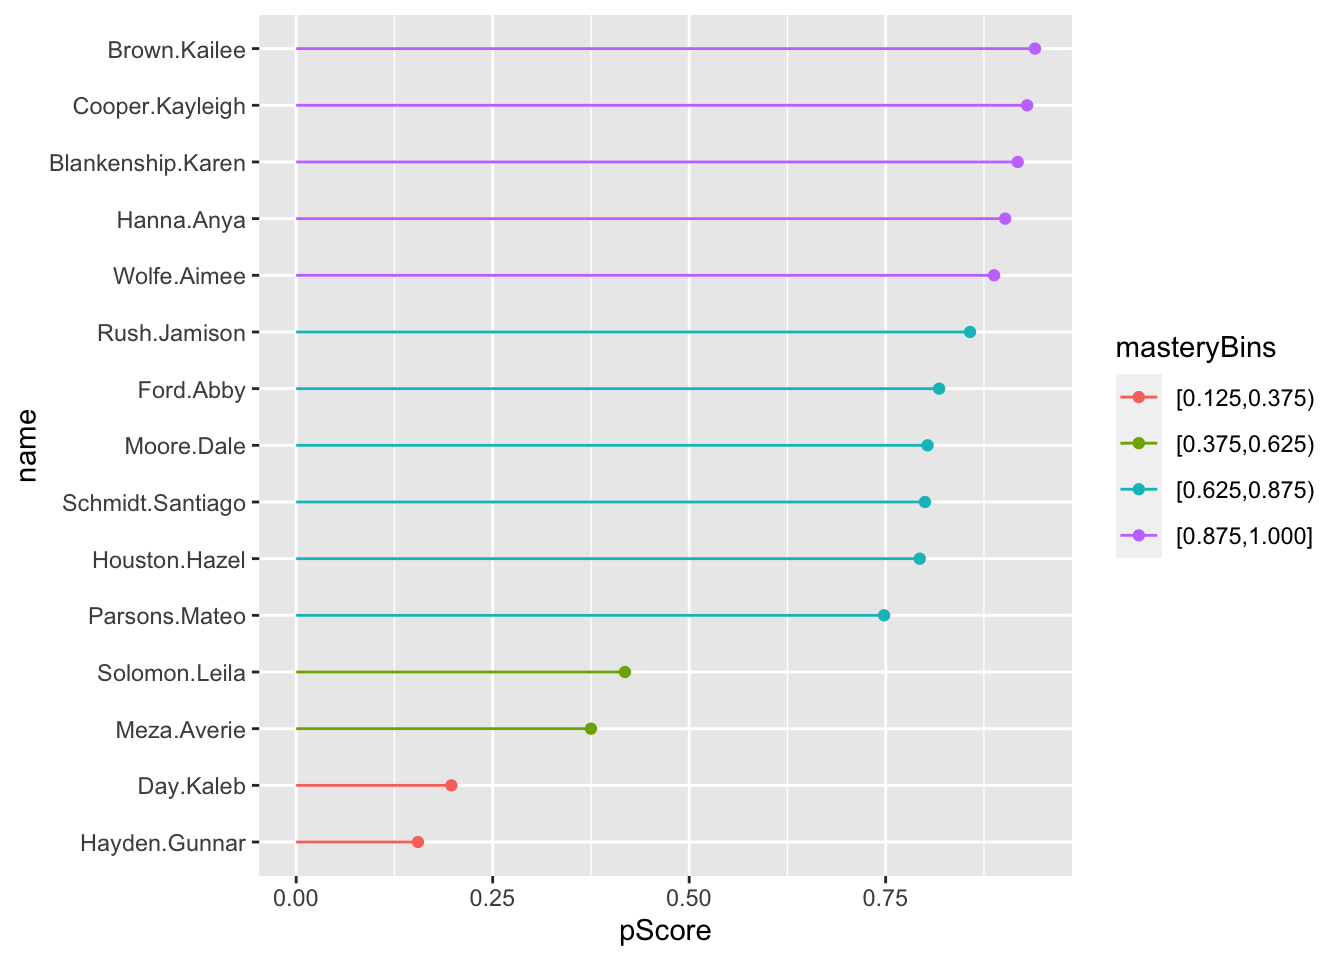 Brown.Kailee
Cooper.Kayleigh
Blankenship.Karen
Hanna.Anya
Wolfe.Aimee
Rush.Jamison
Ford.Abby
Moore.Dale
Schmidt.Santiago
Houston.Hazel
Parsons.Mateo
Solomon.Leila
Meza.Averie
Day.Kaleb
Hayden.Gunnar
name
0.00 0.25 0.50 0.75
pScore
masteryBins
[0.125,0.375)
[0.375,0.625)
[0.625,0.875)
[0.875,1.000]